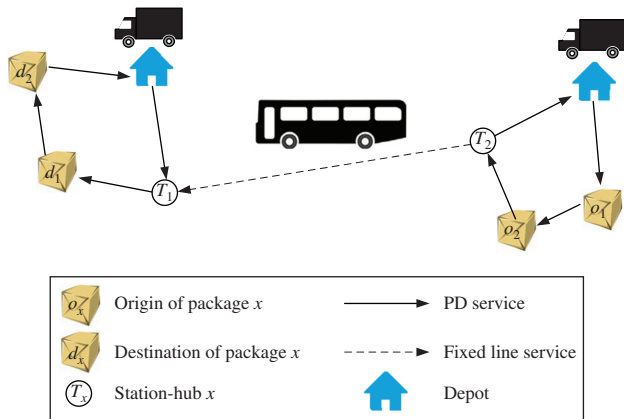 d2
d1
T1
T2
o1
o2
ox Origin of package x
PD service
dx Destination of package x
Fixed line service
Tx Station-hub x
Depot